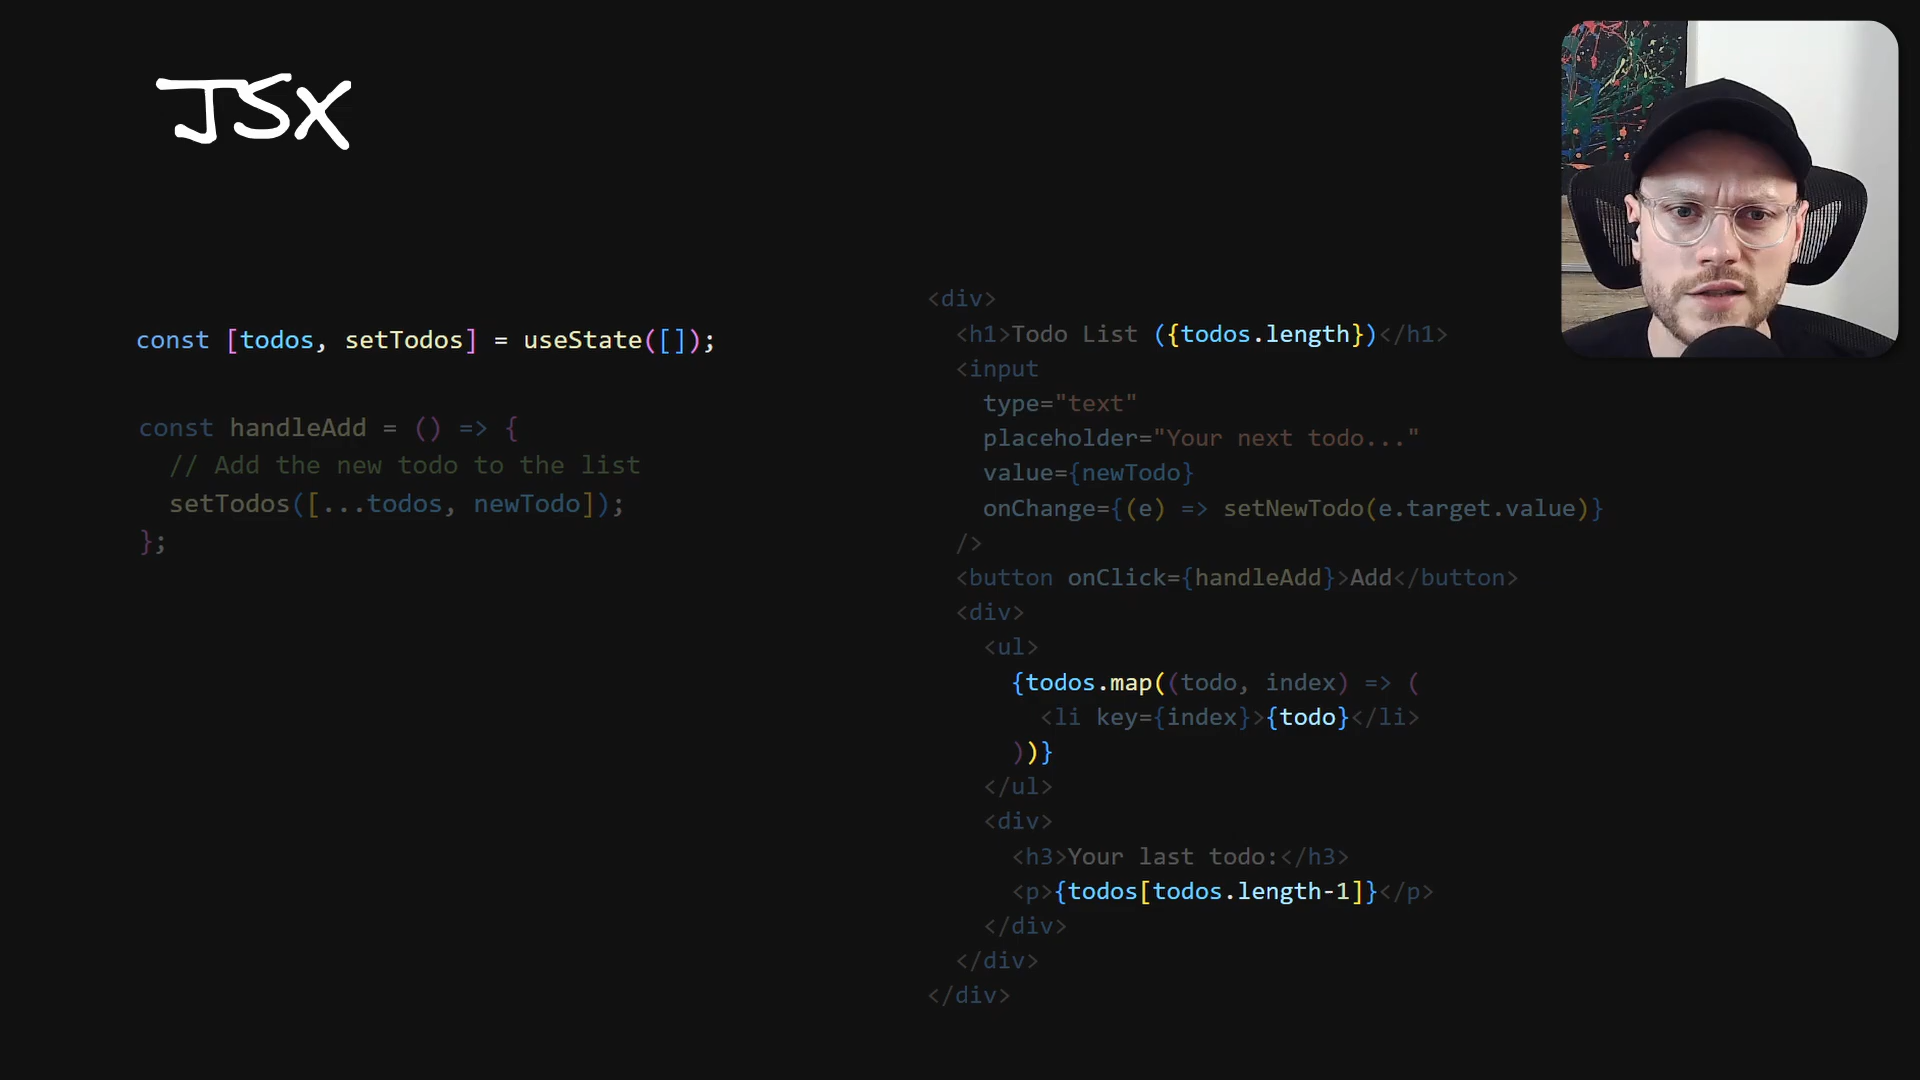 JSX
const [todos, setTodos] = useState([]);
const handleAdd = () => {
// Add the new todo to the list
setTodos([...todos, newTodo]);
};
<div>
<h1>Todo List ({todos.length})</h1>
<input
type="text"
placeholder="Your next todo..."
value={newTodo}
onChange={(e) => setNewTodo(e.target.value)}
/>
<button onClick={handleAdd}>Add</button>
<div>
<ul>
{todos.map((todo, index) => (
<li key={index}>{todo}</li>
))}
</ul>
<div>
<h3>Your last todo:</h3>
<p>{todos[todos.length-1]}</p>
</div>
</div>
</div>